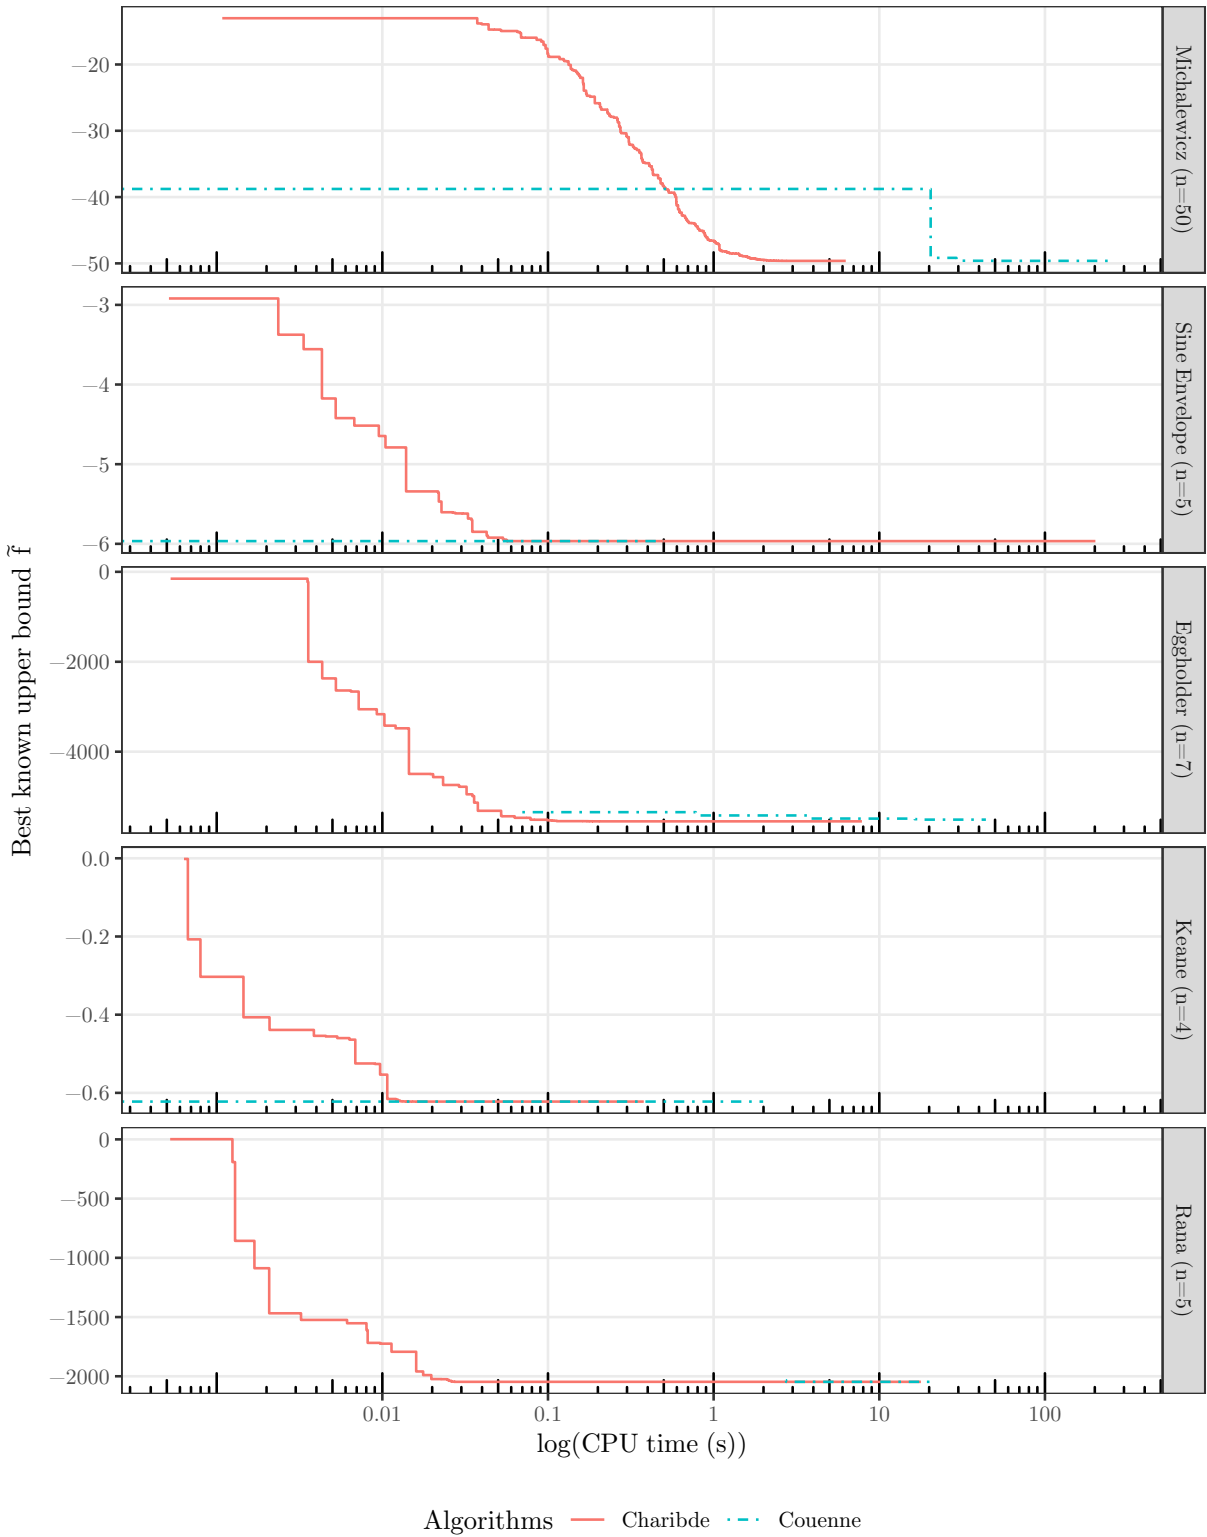 Best known upper bound f̃
−20
−30
−40
−50
Michalewicz (n=50)
−3
−4
−5
−6
Sine Envelope (n=5)
0
−2000
−4000
Eggholder (n=7)
0.0
−0.2
−0.4
−0.6
Keane (n=4)
0
−500
−1000
−1500
−2000
Rana (n=5)
0.01 0.1 1 10 100
log(CPU time (s))
Algorithms Charibde Couenne